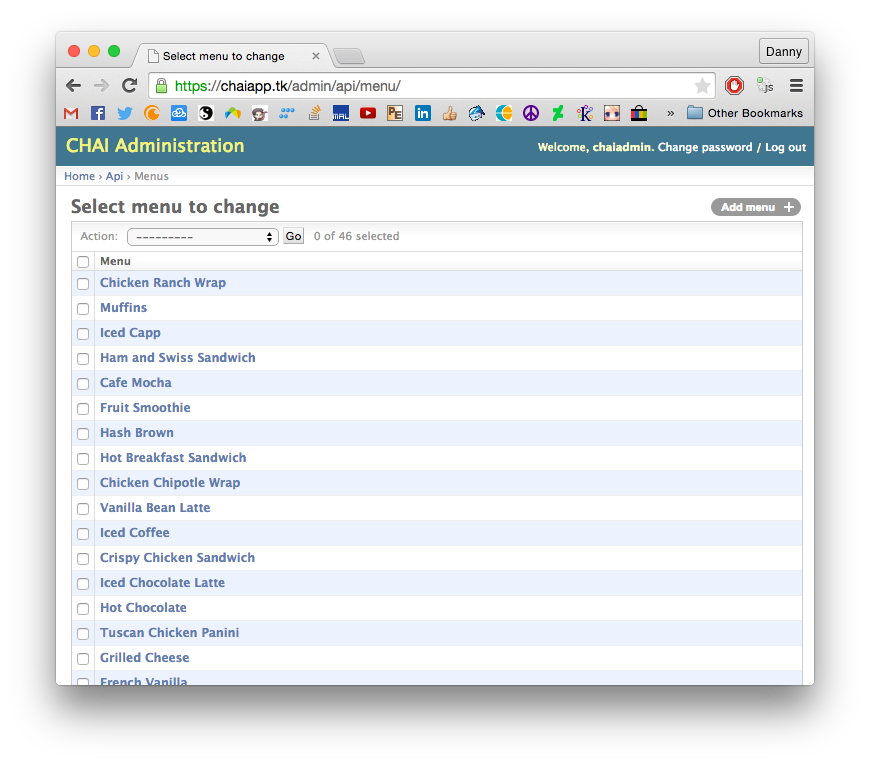 Select menu to change
Danny
https://chaiapp.tk/admin/api/menu/
js
MAL
PE
in
» Other Bookmarks
CHAI Administration
Welcome, chaiadmin. Change password / Log out
Home › Api › Menus
Select menu to change
Add menu +
Action: --------- Go 0 of 46 selected
Menu
Chicken Ranch Wrap
Muffins
Iced Capp
Ham and Swiss Sandwich
Cafe Mocha
Fruit Smoothie
Hash Brown
Hot Breakfast Sandwich
Chicken Chipotle Wrap
Vanilla Bean Latte
Iced Coffee
Crispy Chicken Sandwich
Iced Chocolate Latte
Hot Chocolate
Tuscan Chicken Panini
Grilled Cheese
French Vanilla